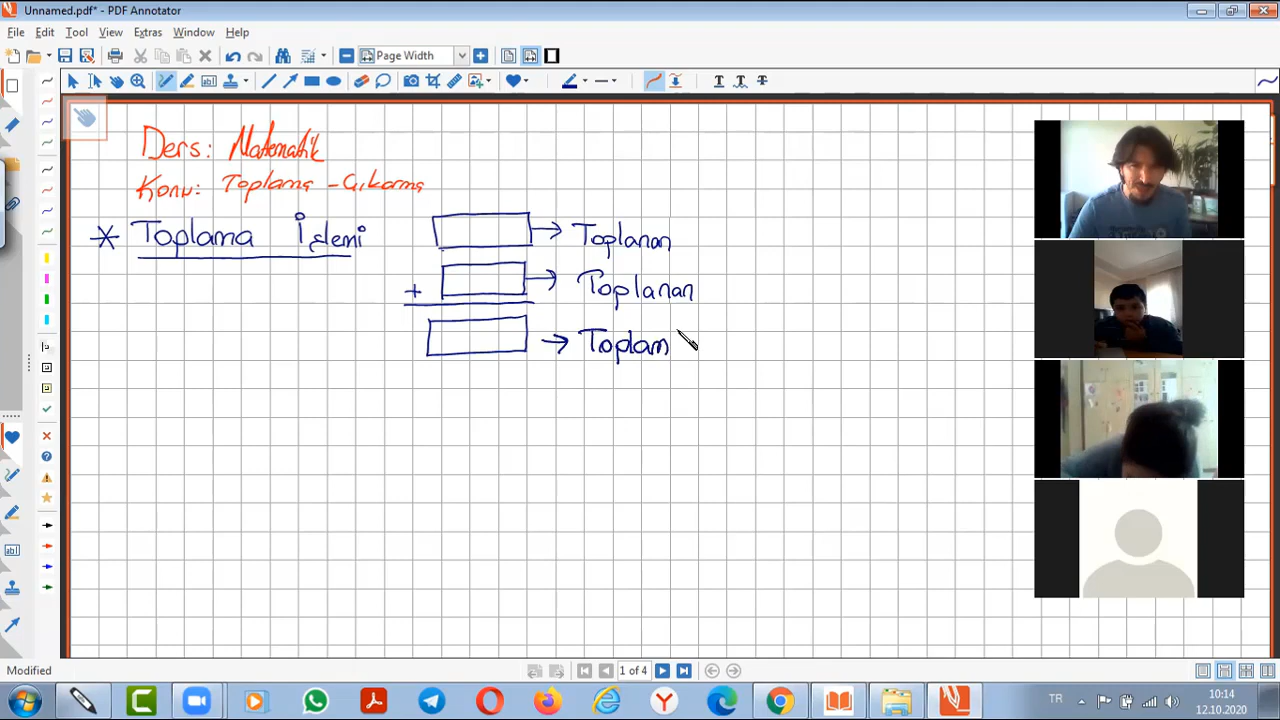 Unnamed.pdf* - PDF Annotator
File Edit Tool View Extras Window Help
Page Width
Ders: Matematik
Konu: Toplama - Çıkarma
* Toplama İşlemi
→ Toplanan
+ → Toplanan
→ Toplam
Modified
1 of 4
TR
10:14
12.10.2020